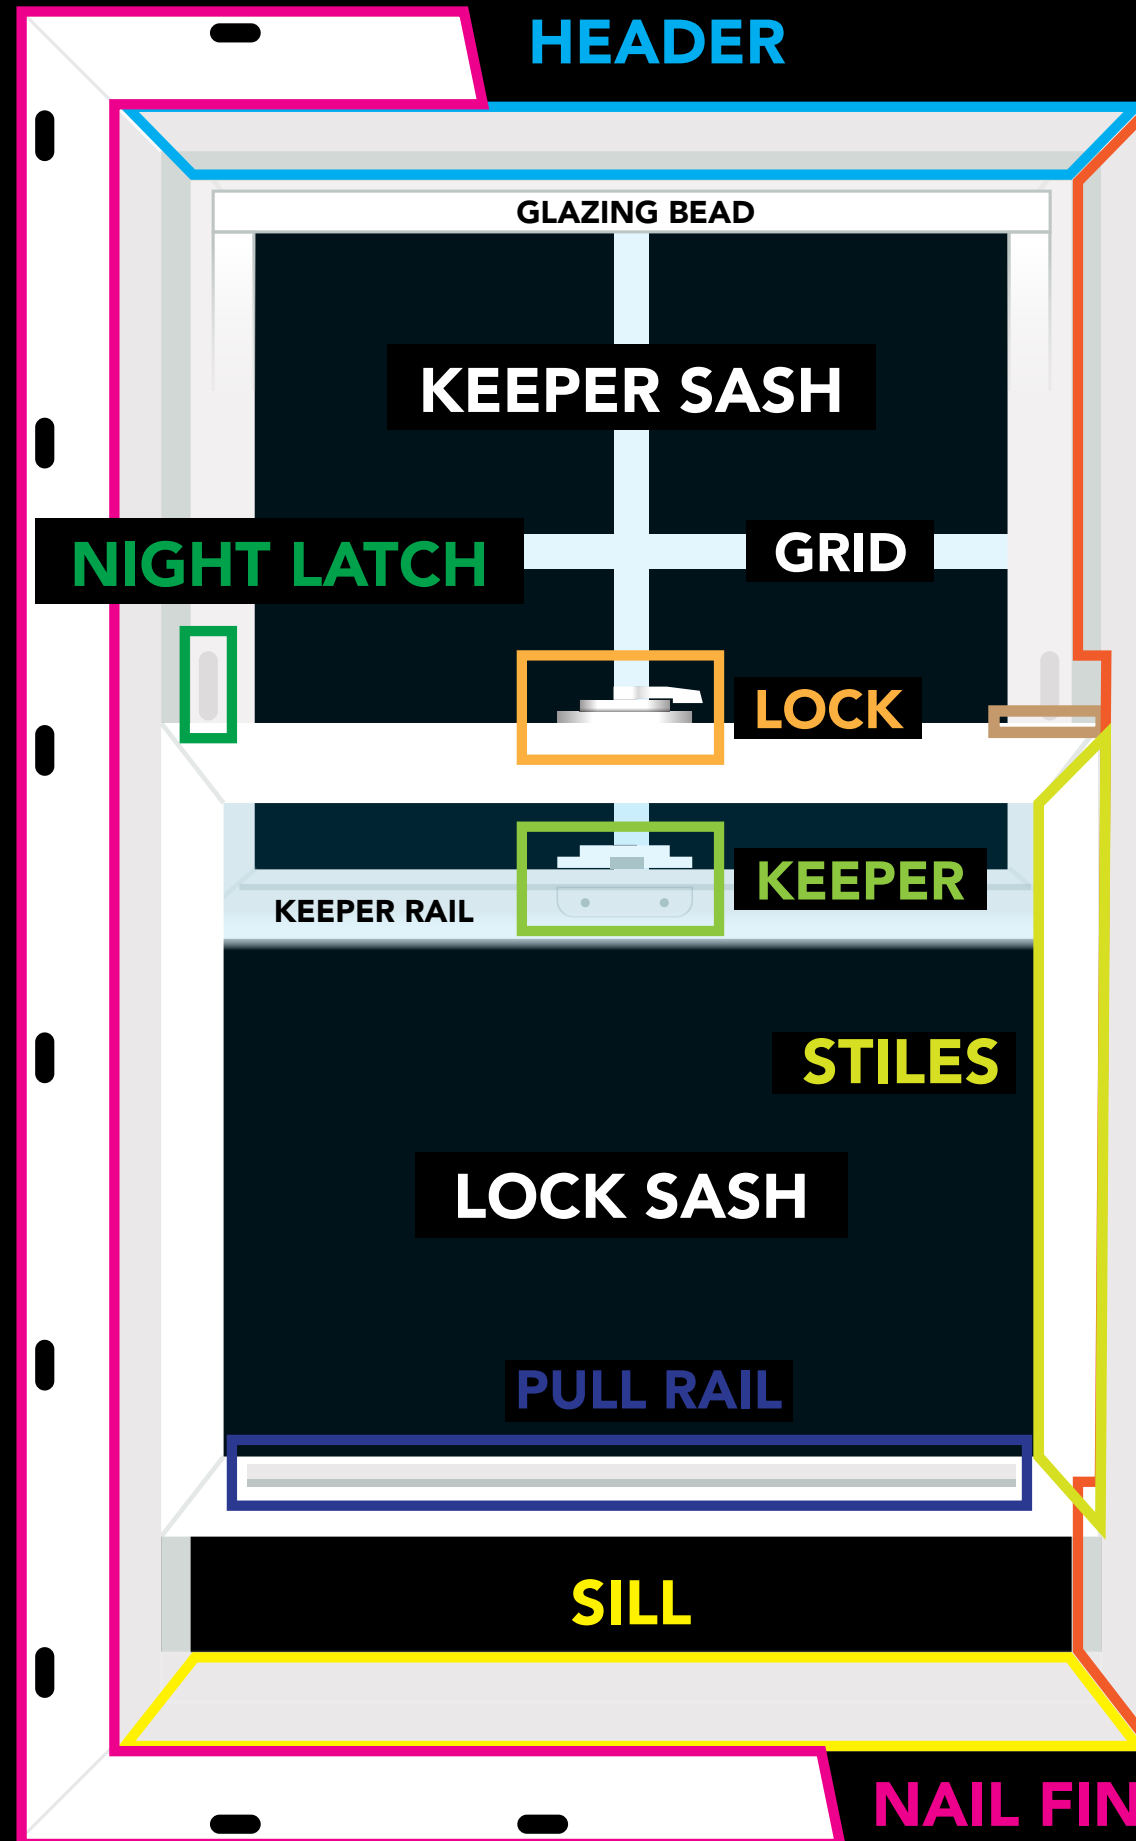 HEADER
GLAZING BEAD
KEEPER SASH
NIGHT LATCH
GRID
LOCK
KEEPER
KEEPER RAIL
STILES
LOCK SASH
PULL RAIL
SILL
NAIL FIN